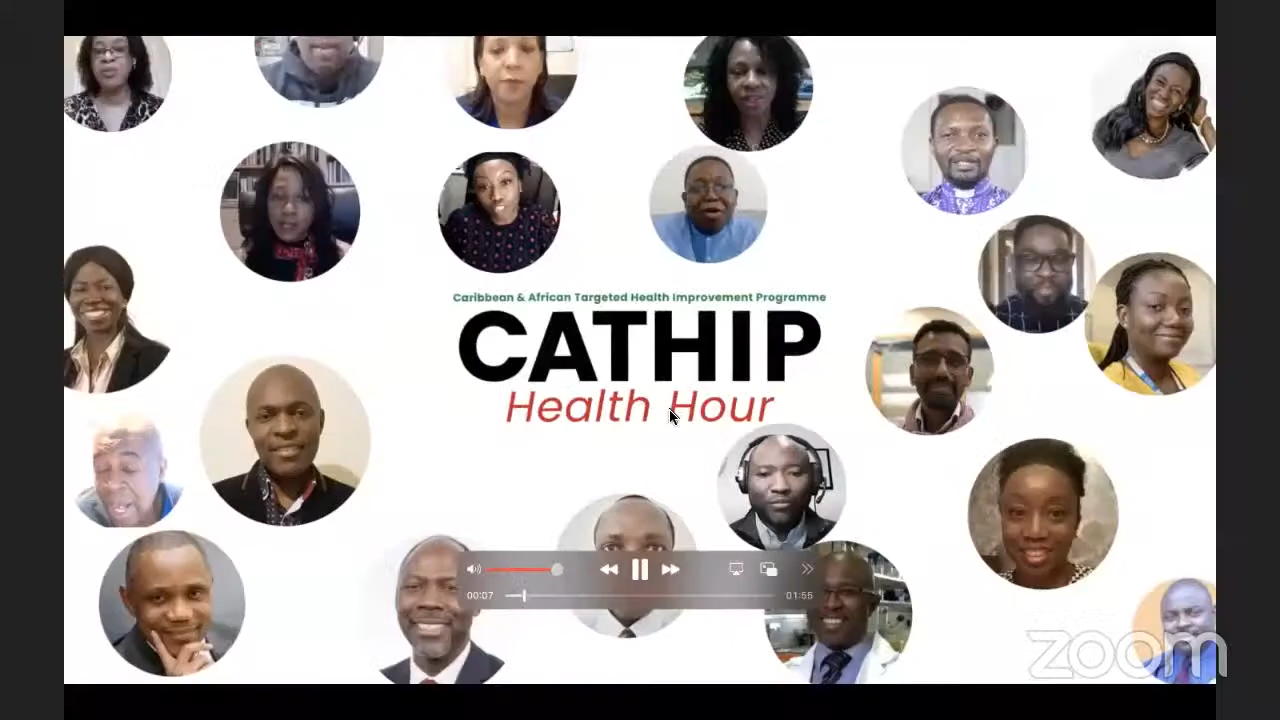 Caribbean & African Targeted Health Improvement Programme
CATHIP
Health Hour
00:07
01:55
zoom